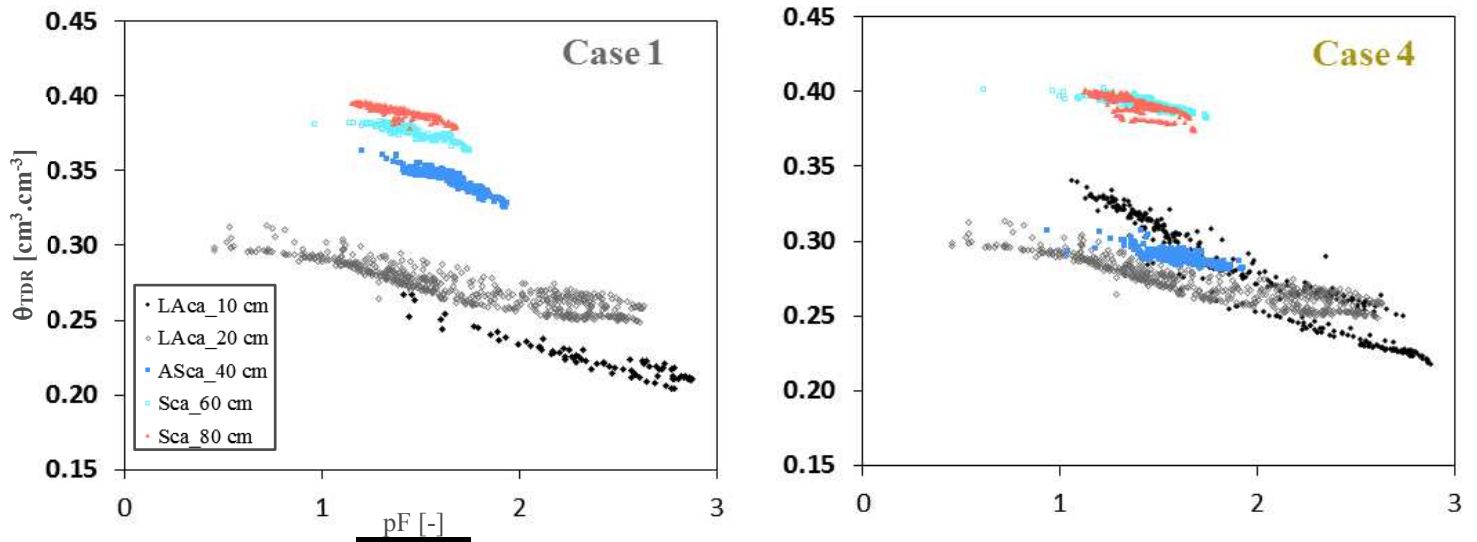 Case 1
0.45
0.40
0.35
0.30
0.25
0.20
0.15
θTDR [cm³.cm⁻³]
LAca_10 cm
LAca_20 cm
ASca_40 cm
Sca_60 cm
Sca_80 cm
0 1 2 3
pF [-]
Case 4
0.45
0.40
0.35
0.30
0.25
0.20
0.15
0 1 2 3